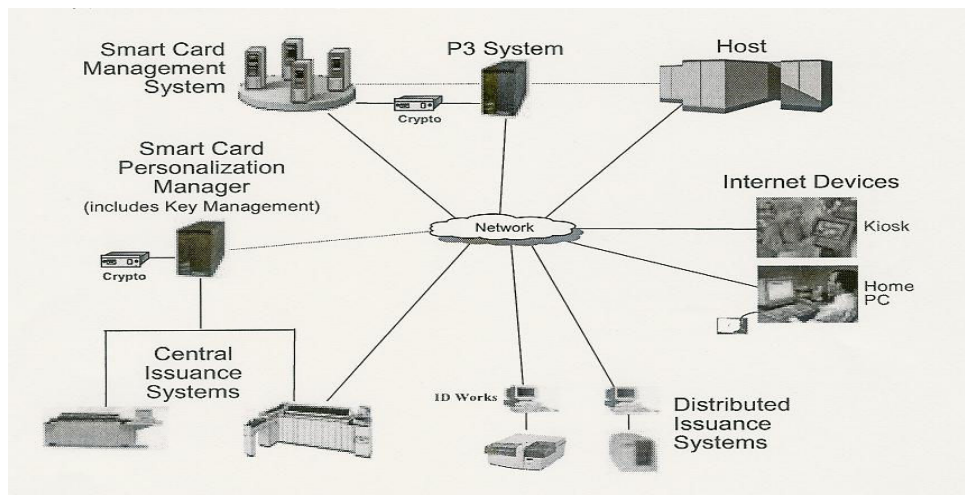 Smart Card
Management
System
P3 System
Host
Crypto
Smart Card
Personalization
Manager
(includes Key Management)
Internet Devices
Network
Kiosk
Crypto
Home
PC
Central
Issuance
Systems
ID Works
Distributed
Issuance
Systems